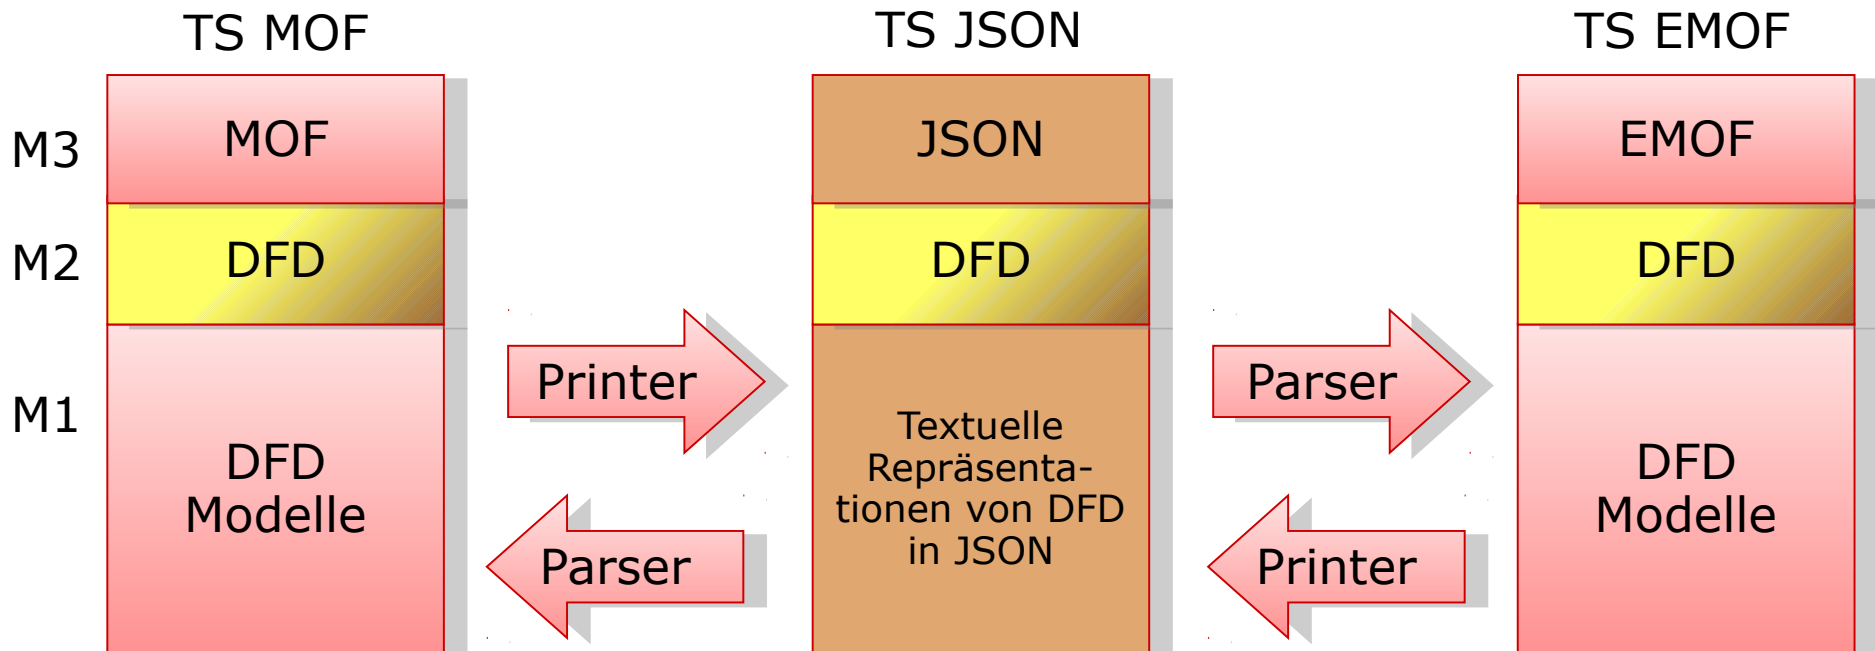 TS MOF
TS JSON
TS EMOF
M3
MOF
JSON
EMOF
M2
DFD
DFD
DFD
M1
DFD
Modelle
Printer
Parser
Textuelle
Repräsenta-
tionen von DFD
in JSON
Parser
Printer
DFD
Modelle